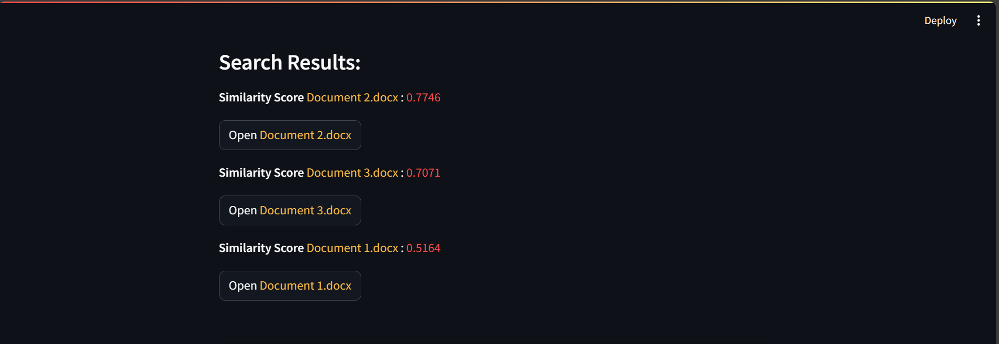 Deploy
Search Results:
Similarity Score Document 2.docx : 0.7746
Open Document 2.docx
Similarity Score Document 3.docx : 0.7071
Open Document 3.docx
Similarity Score Document 1.docx : 0.5164
Open Document 1.docx